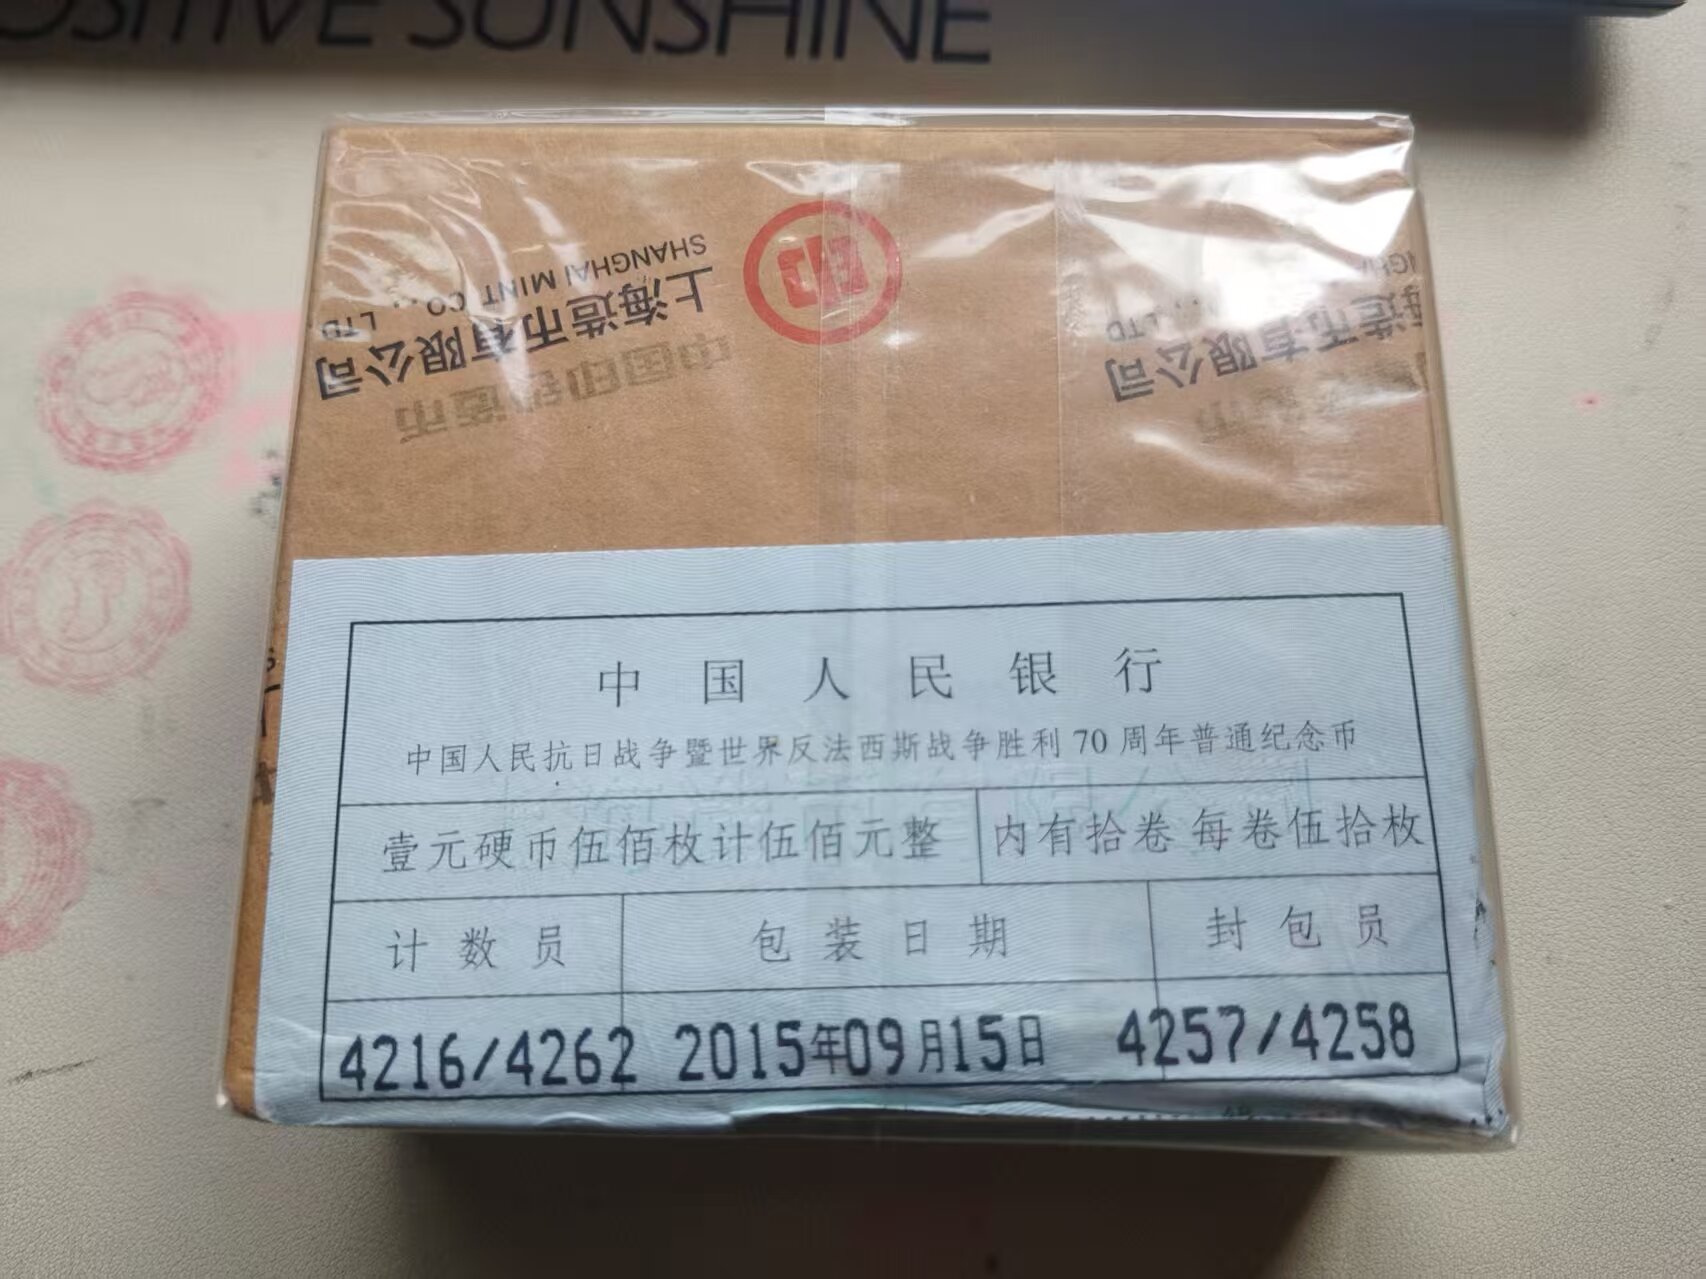 OSITIVE SUNSHINE
上海造币有限公司
SHANGHAI MINT CO., LTD
中国印钞造币
中国人民银行
中国人民抗日战争暨世界反法西斯战争胜利70周年普通纪念币
壹元硬币伍佰枚计伍佰元整 内有拾卷 每卷伍拾枚
计数员 包装日期 封包员
4216/4262 2015年09月15日 4257/4258